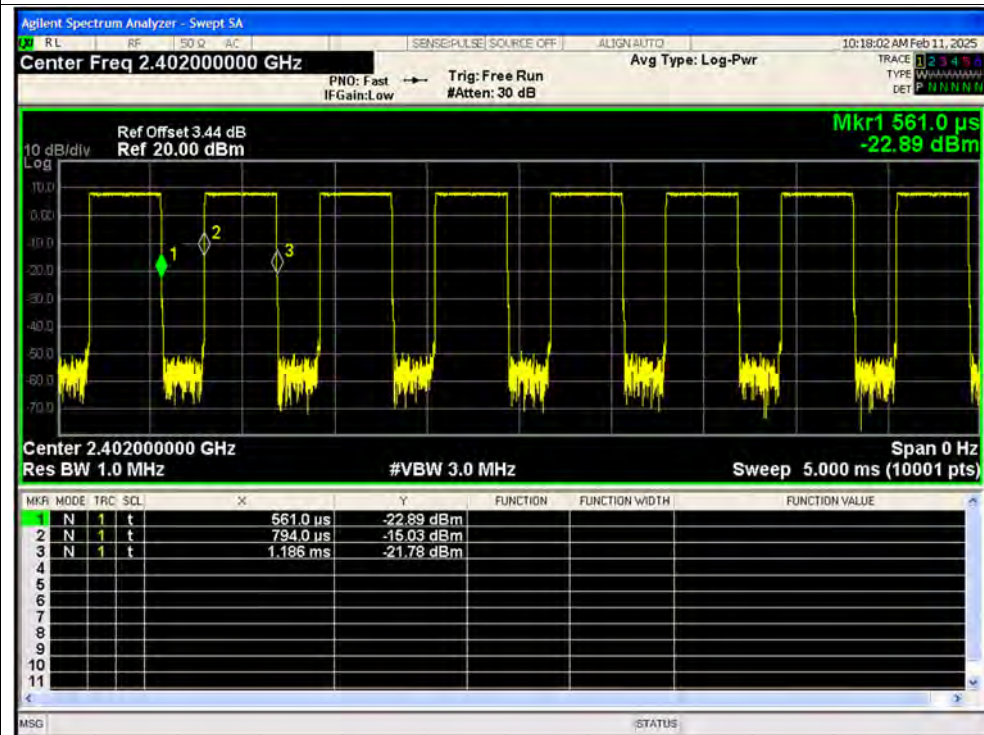 Agilent Spectrum Analyzer - Swept SA
RL RF 50 Ω AC SENSE:PULSE SOURCE OFF ALIGN AUTO 10:18:02 AM Feb 11, 2025
Center Freq 2.402000000 GHz
PNO: Fast
IFGain:Low
Trig: Free Run
#Atten: 30 dB
Avg Type: Log-Pwr
TRACE 1 2 3 4 5 6
TYPE W
DET P N N N N N
Mkr1 561.0 µs
-22.89 dBm
Ref Offset 3.44 dB
10 dB/div Ref 20.00 dBm
Log
10.0
0.00
-10.0
-20.0
-30.0
-40.0
-50.0
-60.0
-70.0
1
2
3
Center 2.402000000 GHz Span 0 Hz
Res BW 1.0 MHz #VBW 3.0 MHz Sweep 5.000 ms (10001 pts)
MKR MODE TRC SCL X Y FUNCTION FUNCTION WIDTH FUNCTION VALUE
1 N 1 t 561.0 µs -22.89 dBm
2 N 1 t 794.0 µs -15.03 dBm
3 N 1 t 1.186 ms -21.78 dBm
4
5
6
7
8
9
10
11
MSG STATUS